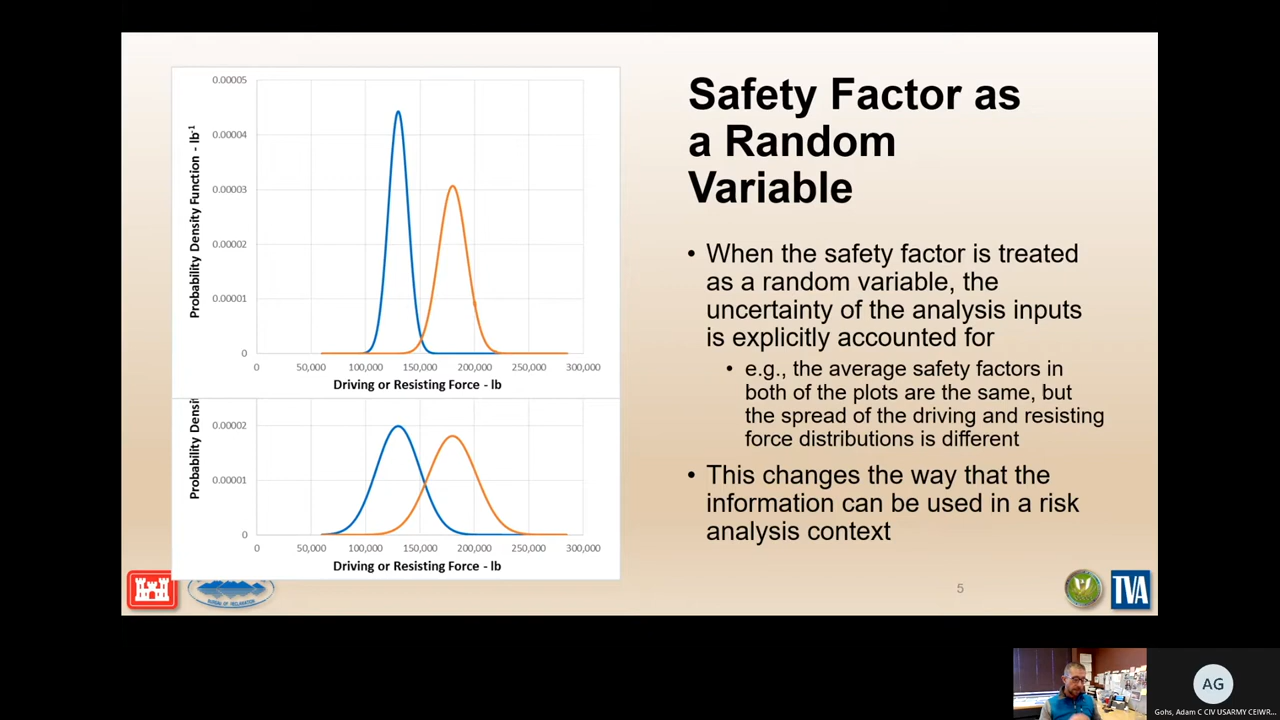 Safety Factor as
a Random
Variable
• When the safety factor is treated
as a random variable, the
uncertainty of the analysis inputs
is explicitly accounted for
• e.g., the average safety factors in
both of the plots are the same, but
the spread of the driving and resisting
force distributions is different
• This changes the way that the
information can be used in a risk
analysis context
Probability Density Function - lb-1
0.00005
0.00004
0.00003
0.00002
0.00001
0
0 50,000 100,000 150,000 200,000 250,000 300,000
Driving or Resisting Force - lb
Probability Densi
0.00002
0.00001
0
0 50,000 100,000 150,000 200,000 250,000 300,000
Driving or Resisting Force - lb
BUREAU OF RECLAMATION
5
TVA
AG
Gohs, Adam C CIV USARMY CEIWR...